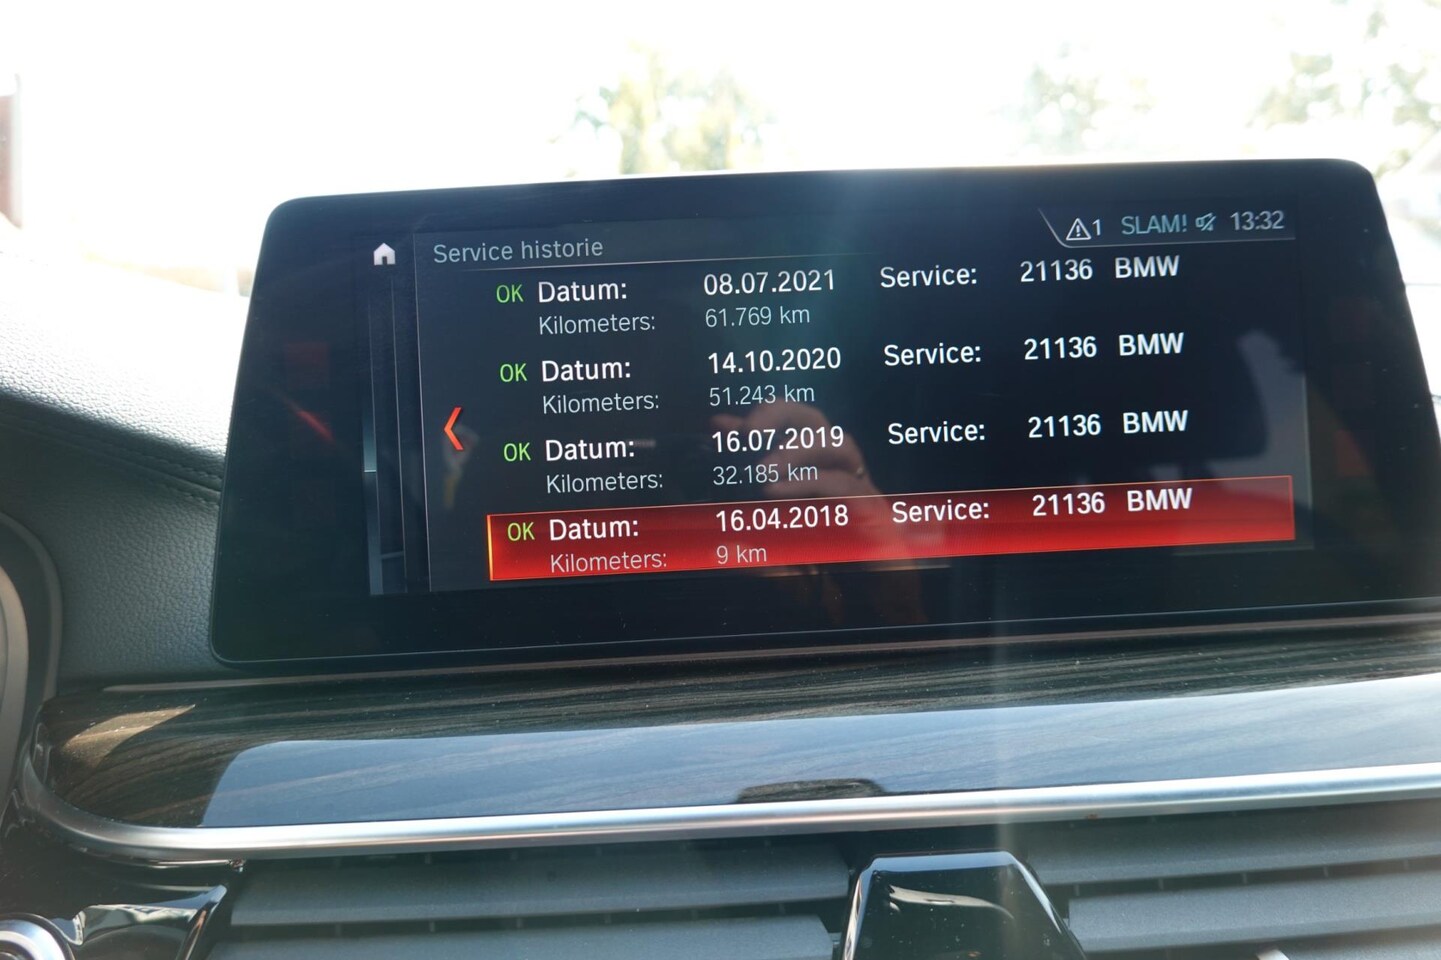 Service historie
1 SLAM! 13:32
OK Datum: 08.07.2021 Service: 21136 BMW
Kilometers: 61.769 km
OK Datum: 14.10.2020 Service: 21136 BMW
Kilometers: 51.243 km
OK Datum: 16.07.2019 Service: 21136 BMW
Kilometers: 32.185 km
OK Datum: 16.04.2018 Service: 21136 BMW
Kilometers: 9 km